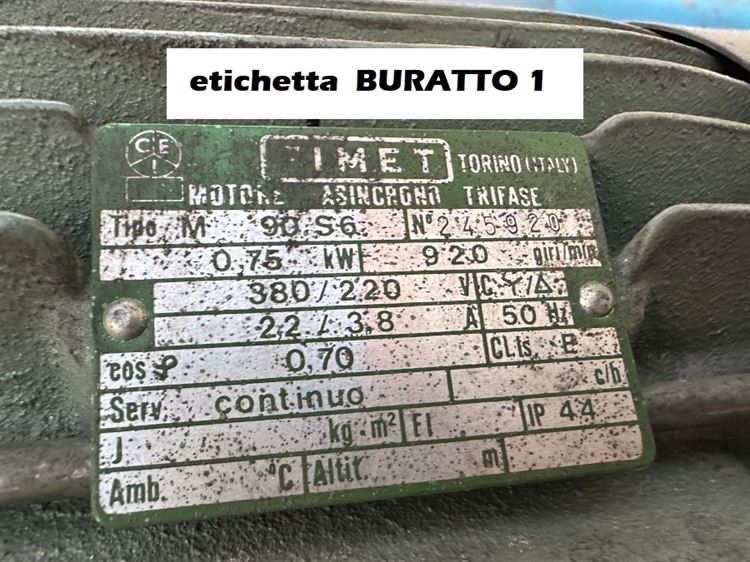 etichetta BURATTO 1
CEI
CIMET TORINO (ITALY)
MOTORE ASINCRONO TRIFASE
Tipo M 90 S6 N° 245920
0,75 kW 920 giri/min
380/220 V C Y/Δ
2,2/3,8 A 50 Hz
cos φ 0,70 CL.is. E
Serv. continuo c/h
J kg·m² EI IP 44
Amb. °C Altit. m